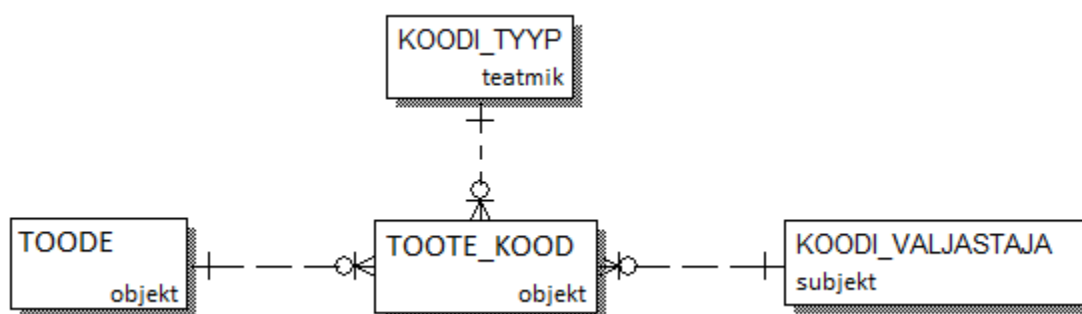 KOODI_TYYP
teatmik
TOODE
objekt
TOOTE_KOOD
objekt
KOODI_VALJASTAJA
subjekt